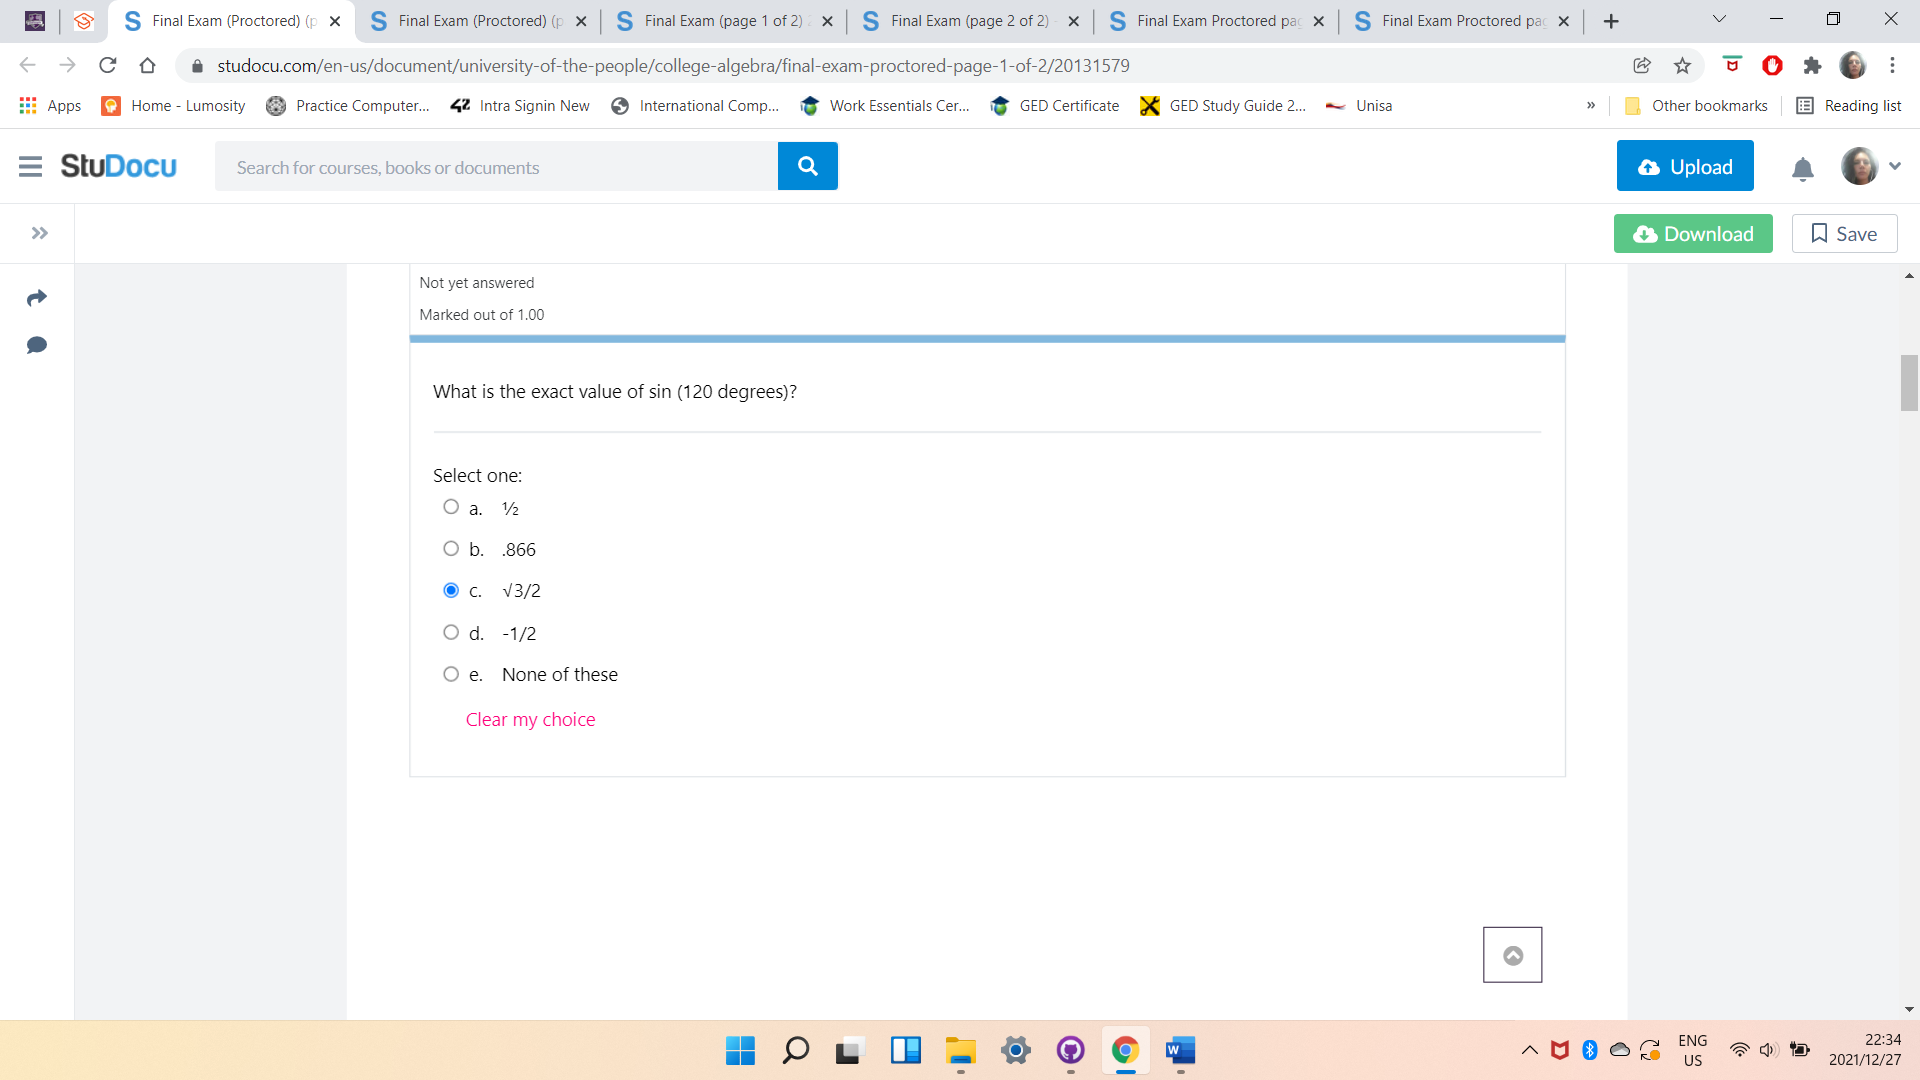 Final Exam (Proctored) (p
Final Exam (Proctored) (p
Final Exam (page 1 of 2)
Final Exam (page 2 of 2)
Final Exam Proctored pag
Final Exam Proctored pag
studocu.com/en-us/document/university-of-the-people/college-algebra/final-exam-proctored-page-1-of-2/20131579
Apps
Home - Lumosity
Practice Computer...
Intra Signin New
International Comp...
Work Essentials Cer...
GED Certificate
GED Study Guide 2...
Unisa
»
Other bookmarks
Reading list
StuDocu
Search for courses, books or documents
Upload
Download
Save
Not yet answered
Marked out of 1.00
What is the exact value of sin (120 degrees)?
Select one:
a. ½
b. .866
c. √3/2
d. -1/2
e. None of these
Clear my choice
ENG
US
22:34
2021/12/27